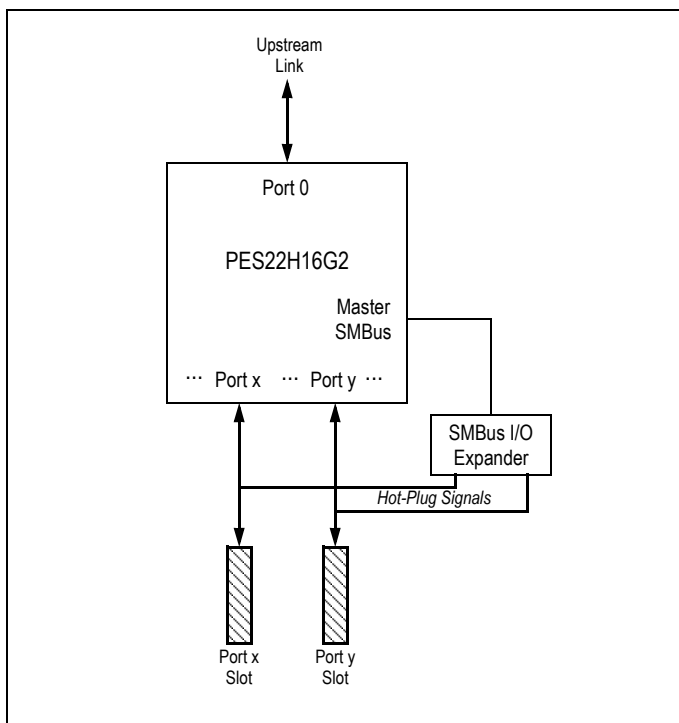 Upstream
Link
Port 0
PES22H16G2
Master
SMBus
··· Port x ··· Port y ···
SMBus I/O
Expander
Hot-Plug Signals
Port x
Slot
Port y
Slot